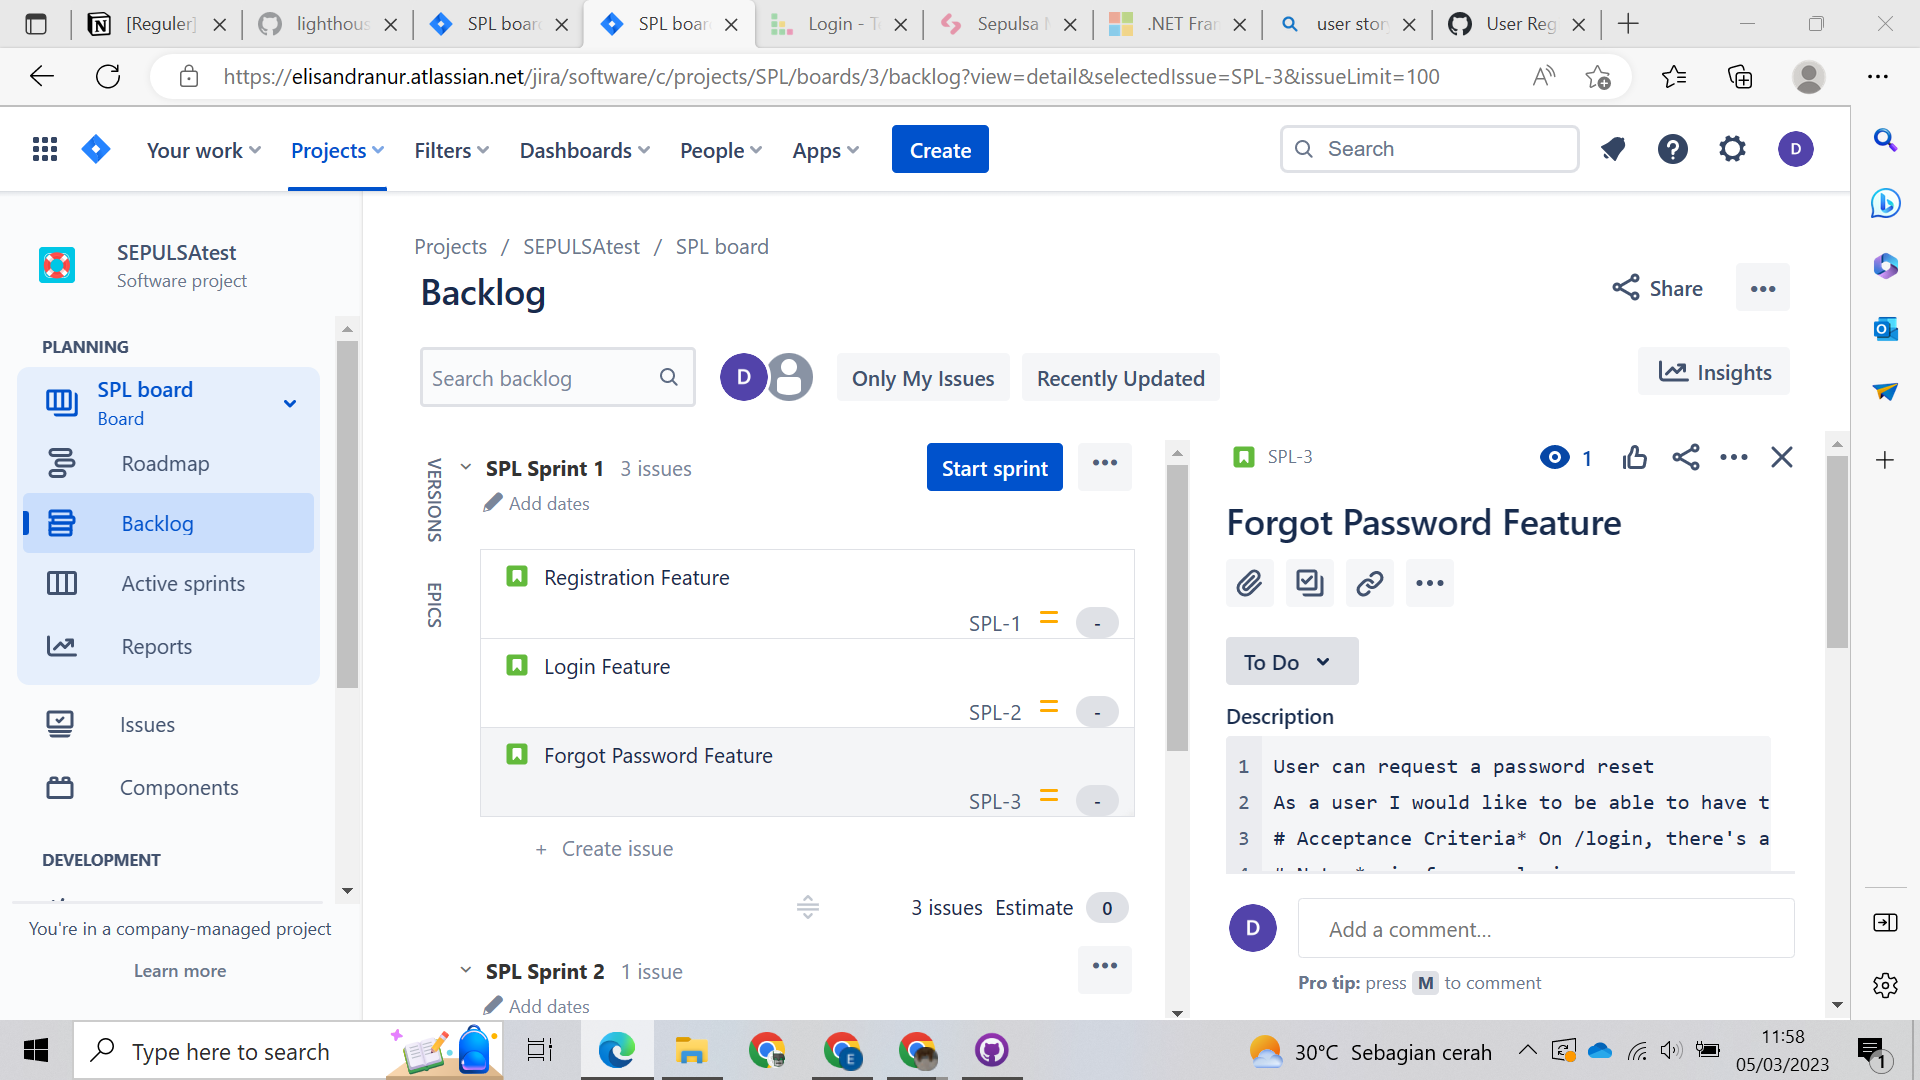 [Reguler]
lighthous
SPL boar
SPL boar
Login - T
Sepulsa
.NET Fran
user stor
User Reg
https://elisandranur.atlassian.net/jira/software/c/projects/SPL/boards/3/backlog?view=detail&selectedIssue=SPL-3&issueLimit=100
Your work
Projects
Filters
Dashboards
People
Apps
Create
Search
D
SEPULSAtest
Software project
PLANNING
SPL board
Board
Roadmap
Backlog
Active sprints
Reports
Issues
Components
DEVELOPMENT
You're in a company-managed project
Learn more
Projects / SEPULSAtest / SPL board
Backlog
Share
Search backlog
D
Only My Issues
Recently Updated
Insights
VERSIONS
EPICS
SPL Sprint 1 3 issues
Start sprint
Add dates
Registration Feature
SPL-1 -
Login Feature
SPL-2 -
Forgot Password Feature
SPL-3 -
+ Create issue
3 issues Estimate 0
SPL Sprint 2 1 issue
Add dates
SPL-3
1
Forgot Password Feature
To Do
Description
1 User can request a password reset
2 As a user I would like to be able to have t
3 # Acceptance Criteria* On /login, there's a
D
Add a comment...
Pro tip: press M to comment
Type here to search
E
30°C Sebagian cerah
11:58
05/03/2023
1